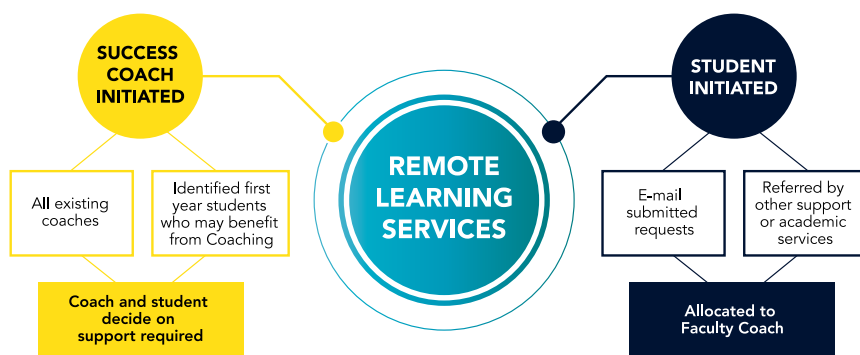 SUCCESS
COACH
INITIATED
All existing
coaches
Identified first
year students
who may benefit
from Coaching
Coach and student
decide on
support required
REMOTE
LEARNING
SERVICES
STUDENT
INITIATED
E-mail
submitted
requests
Referred by
other support
or academic
services
Allocated to
Faculty Coach